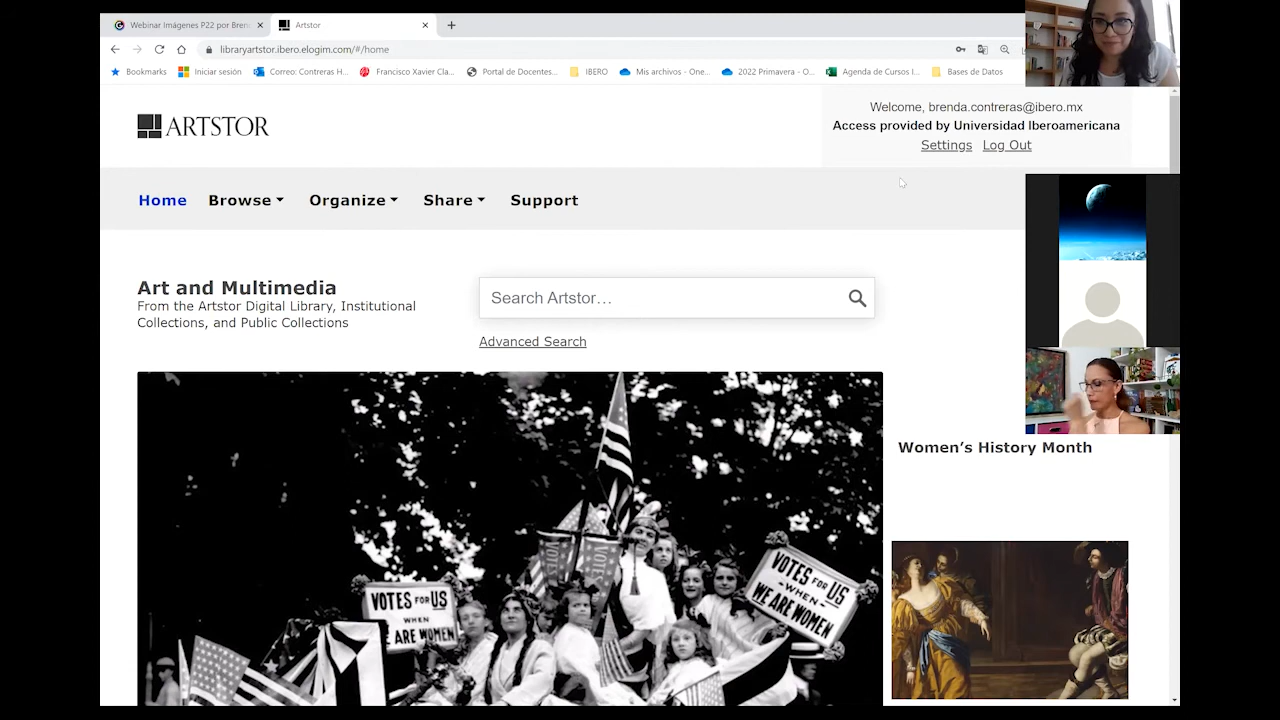 Webinar Imágenes P22 por Bren
Artstor
libraryartstor.ibero.elogim.com/#/home
Bookmarks
Iniciar sesión
Correo: Contreras H...
Francisco Xavier Cla...
Portal de Docentes...
IBERO
Mis archivos - One...
2022 Primavera - O...
Agenda de Cursos I...
Bases de Datos
ARTSTOR
Welcome, brenda.contreras@ibero.mx
Access provided by Universidad Iberoamericana
Settings Log Out
Home Browse Organize Share Support
Art and Multimedia
From the Artstor Digital Library, Institutional
Collections, and Public Collections
Search Artstor...
Advanced Search
Women's History Month
VOTES
VOTES
VOTES FOR US
WHEN
WE ARE WOMEN
VOTES FOR US
-WHEN-
WE ARE WOMEN